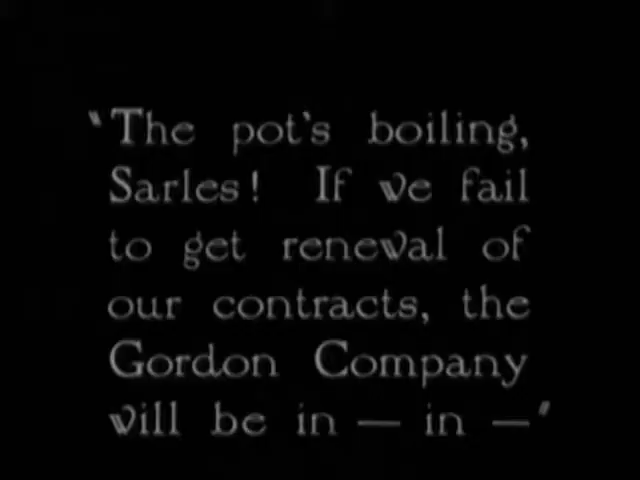 "The pot's boiling,
Sarles! If we fail
to get renewal of
our contracts, the
Gordon Company
will be in — in —"